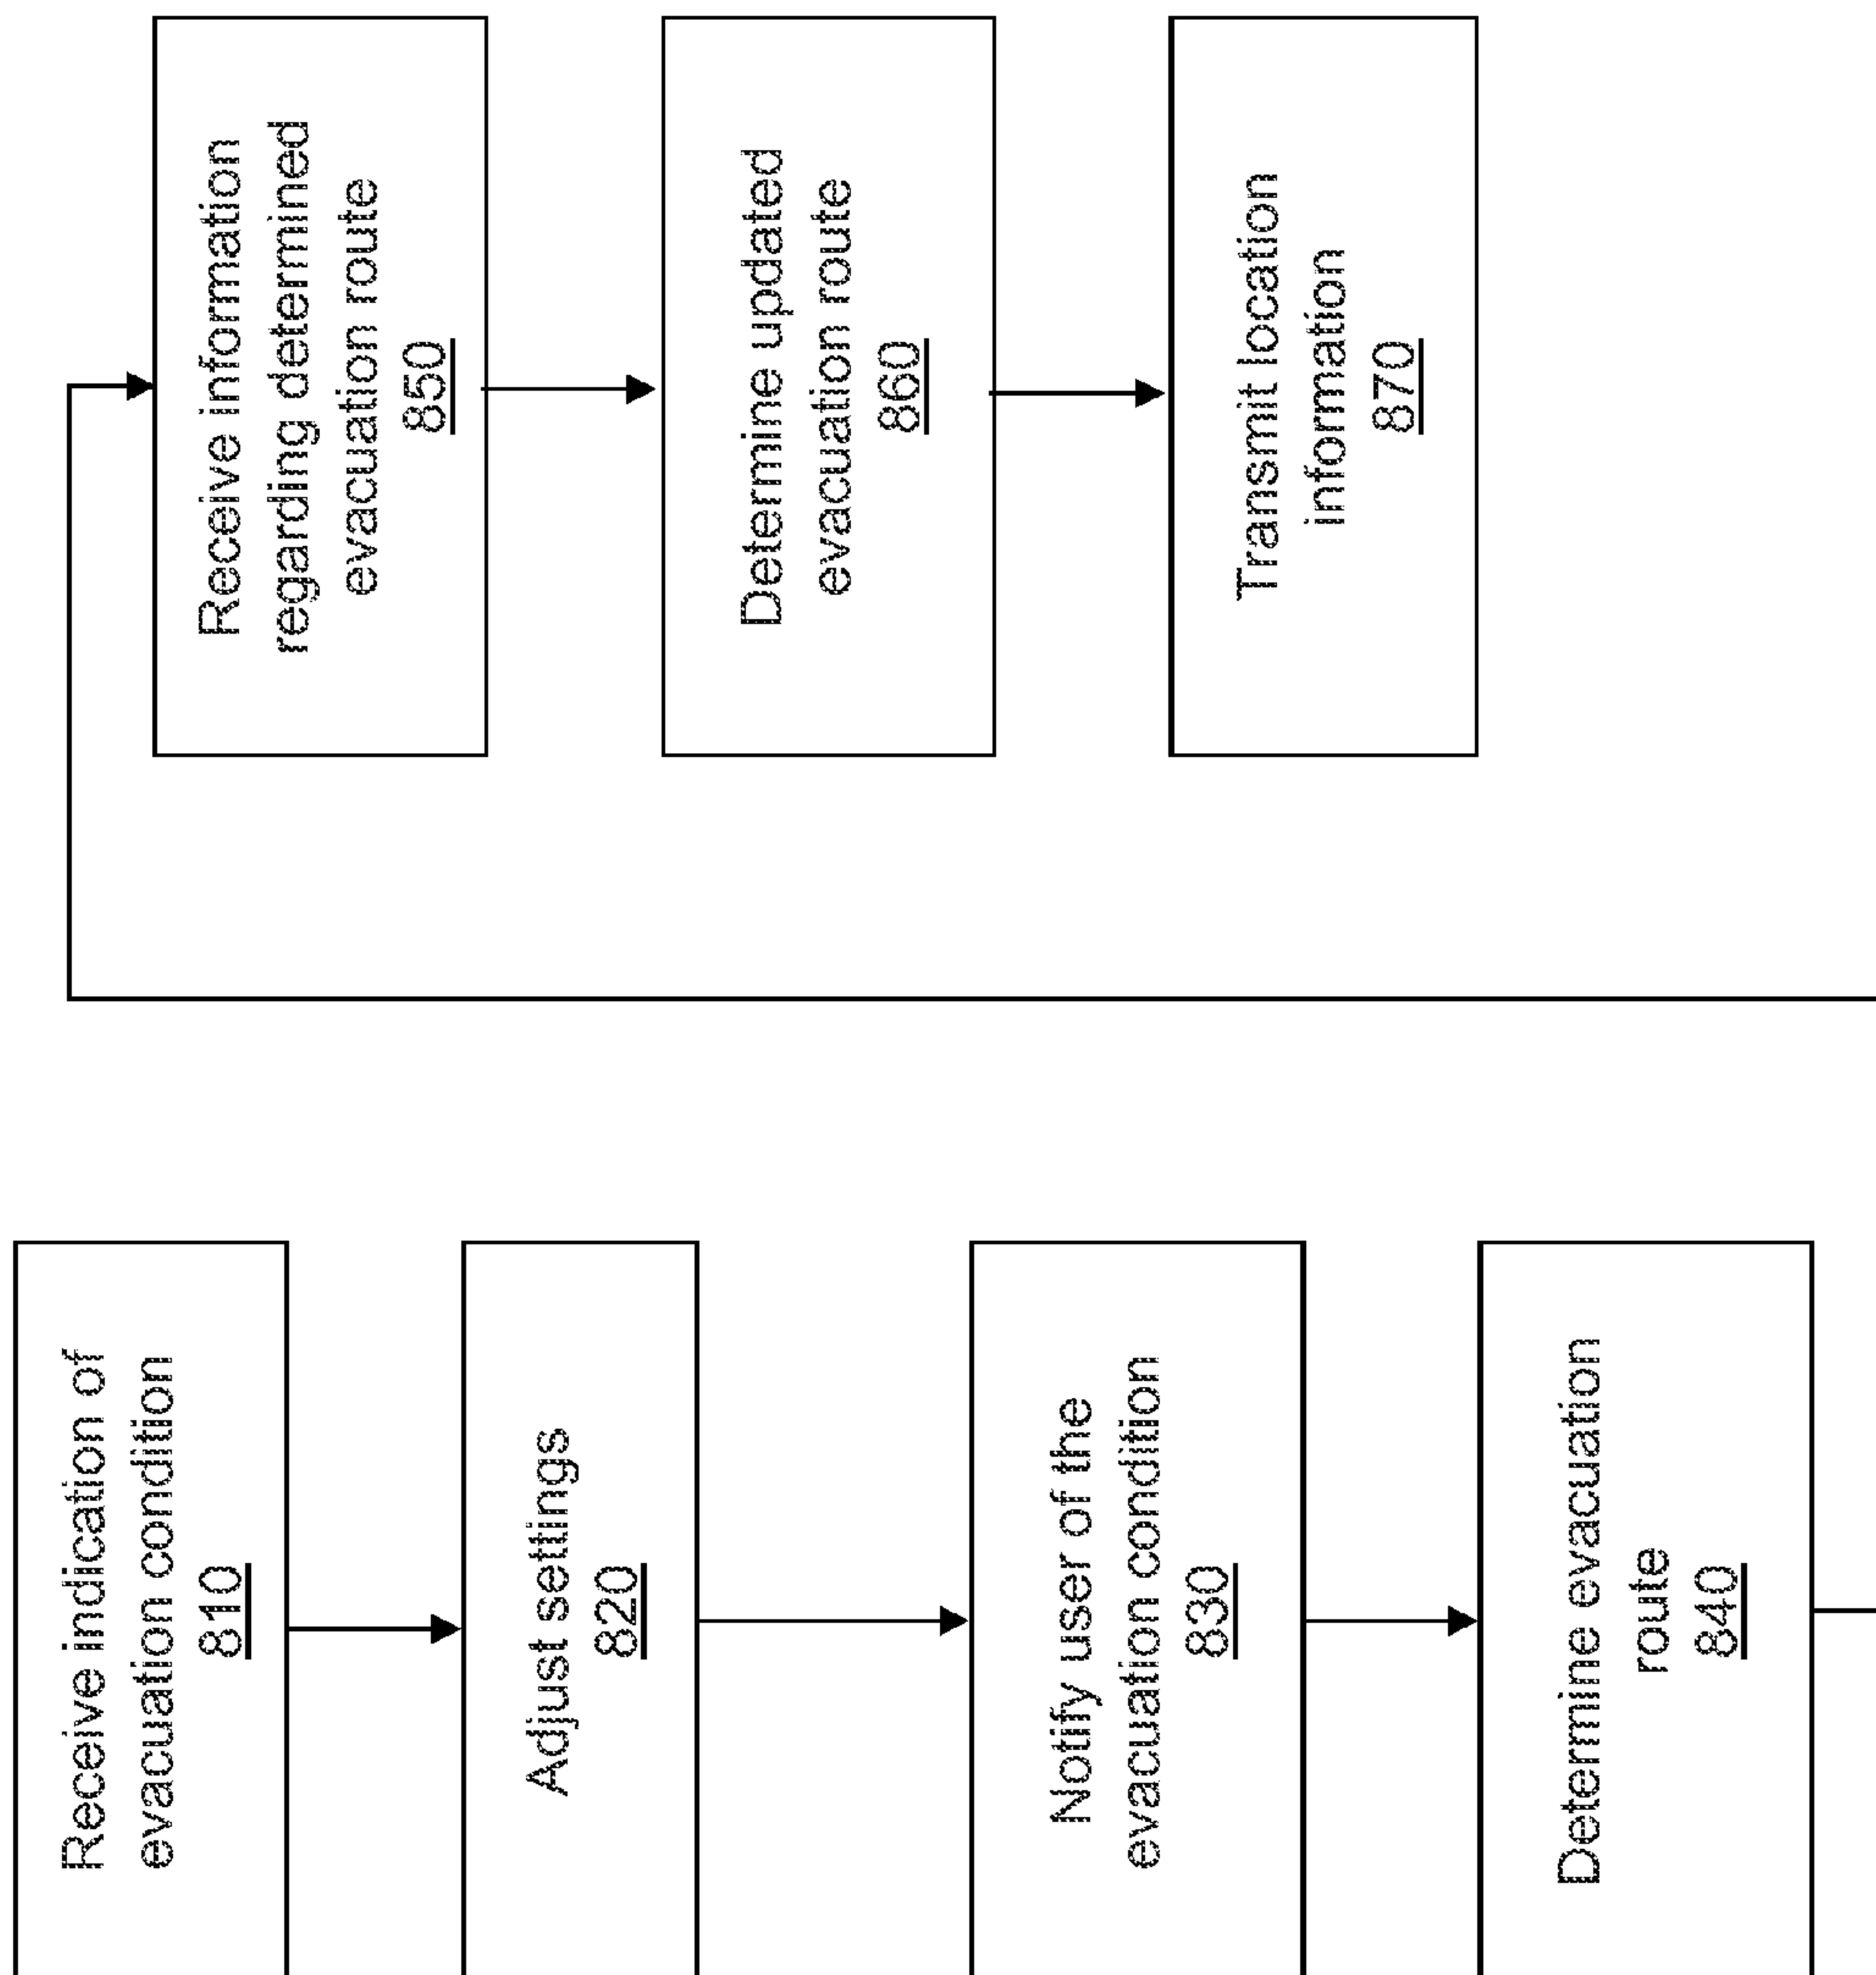 Receive indication of
evacuation condition
810
Adjust settings
820
Notify user of the
evacuation condition
830
Determine evacuation
route
840
Receive information
regarding determined
evacuation route
850
Determine updated
evacuation route
860
Transmit location
information
870